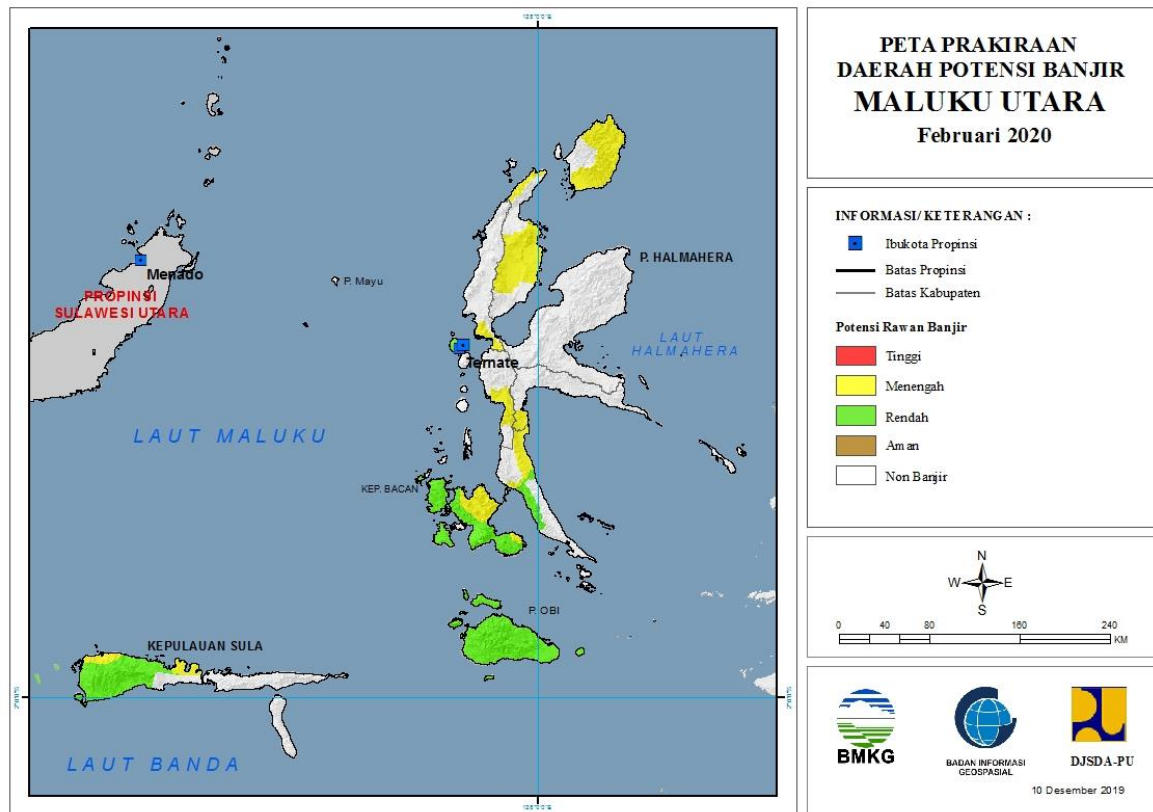 PETA PRAKIRAAN
DAERAH POTENSI BANJIR
MALUKU UTARA
Februari 2020
INFORMASI/ KETERANGAN :
Ibukota Propinsi
Batas Propinsi
Batas Kabupaten
Potensi Rawan Banjir
Tinggi
Menengah
Rendah
Aman
Non Banjir
N
W E
S
0 40 80 160 240
KM
BMKG
BADAN INFORMASI
GEOSPASIAL
DJSDA-PU
10 Desember 2019
Menado
PROPINSI
SULAWESI UTARA
P. Mayu
P. HALMAHERA
LAUT
HALMAHERA
Ternate
LAUT MALUKU
KEP. BACAN
P. OBI
KEPULAUAN SULA
LAUT BANDA